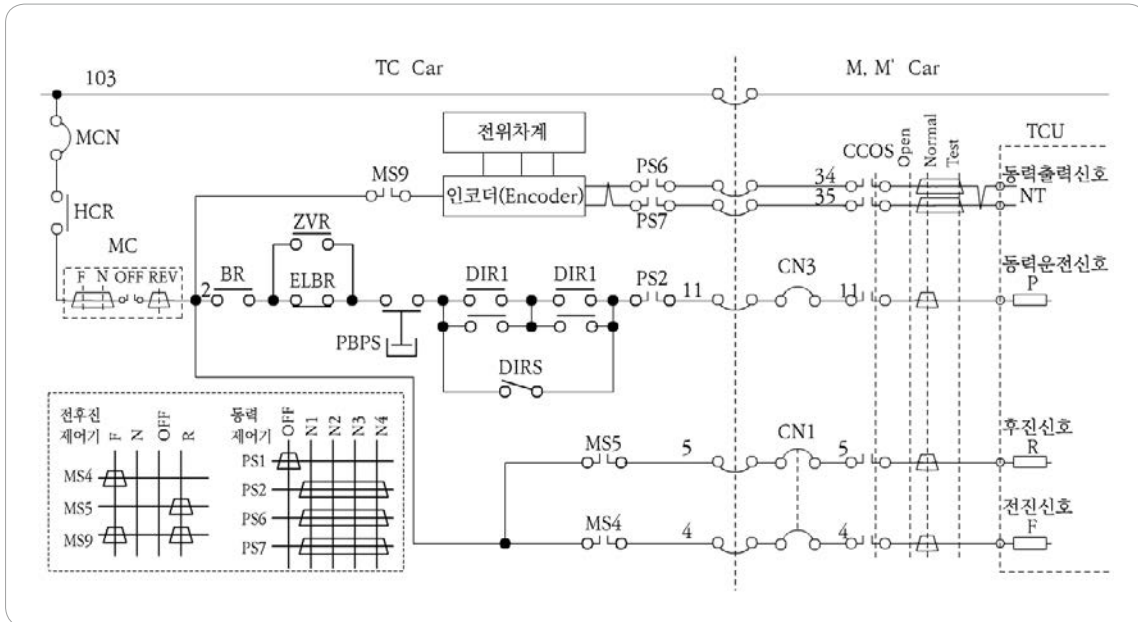 TC Car
M, M' Car
103
MCN
HCR
MC
F N OFF REV
전위차계
인코더(Encoder)
MS9
PS6
PS7
34
35
CCOS
Open
Normal
Test
TCU
동력출력신호
NT
2
BR
ZVR
ELBR
PBPS
DIR1
DIR1
DIRS
PS2
11
CN3
11
동력운전신호
P
MS5
5
CN1
5
후진신호
R
MS4
4
4
전진신호
F
전후진
제어기
F N OFF R
MS4
MS5
MS9
동력
제어기
OFF N1 N2 N3 N4
PS1
PS2
PS6
PS7